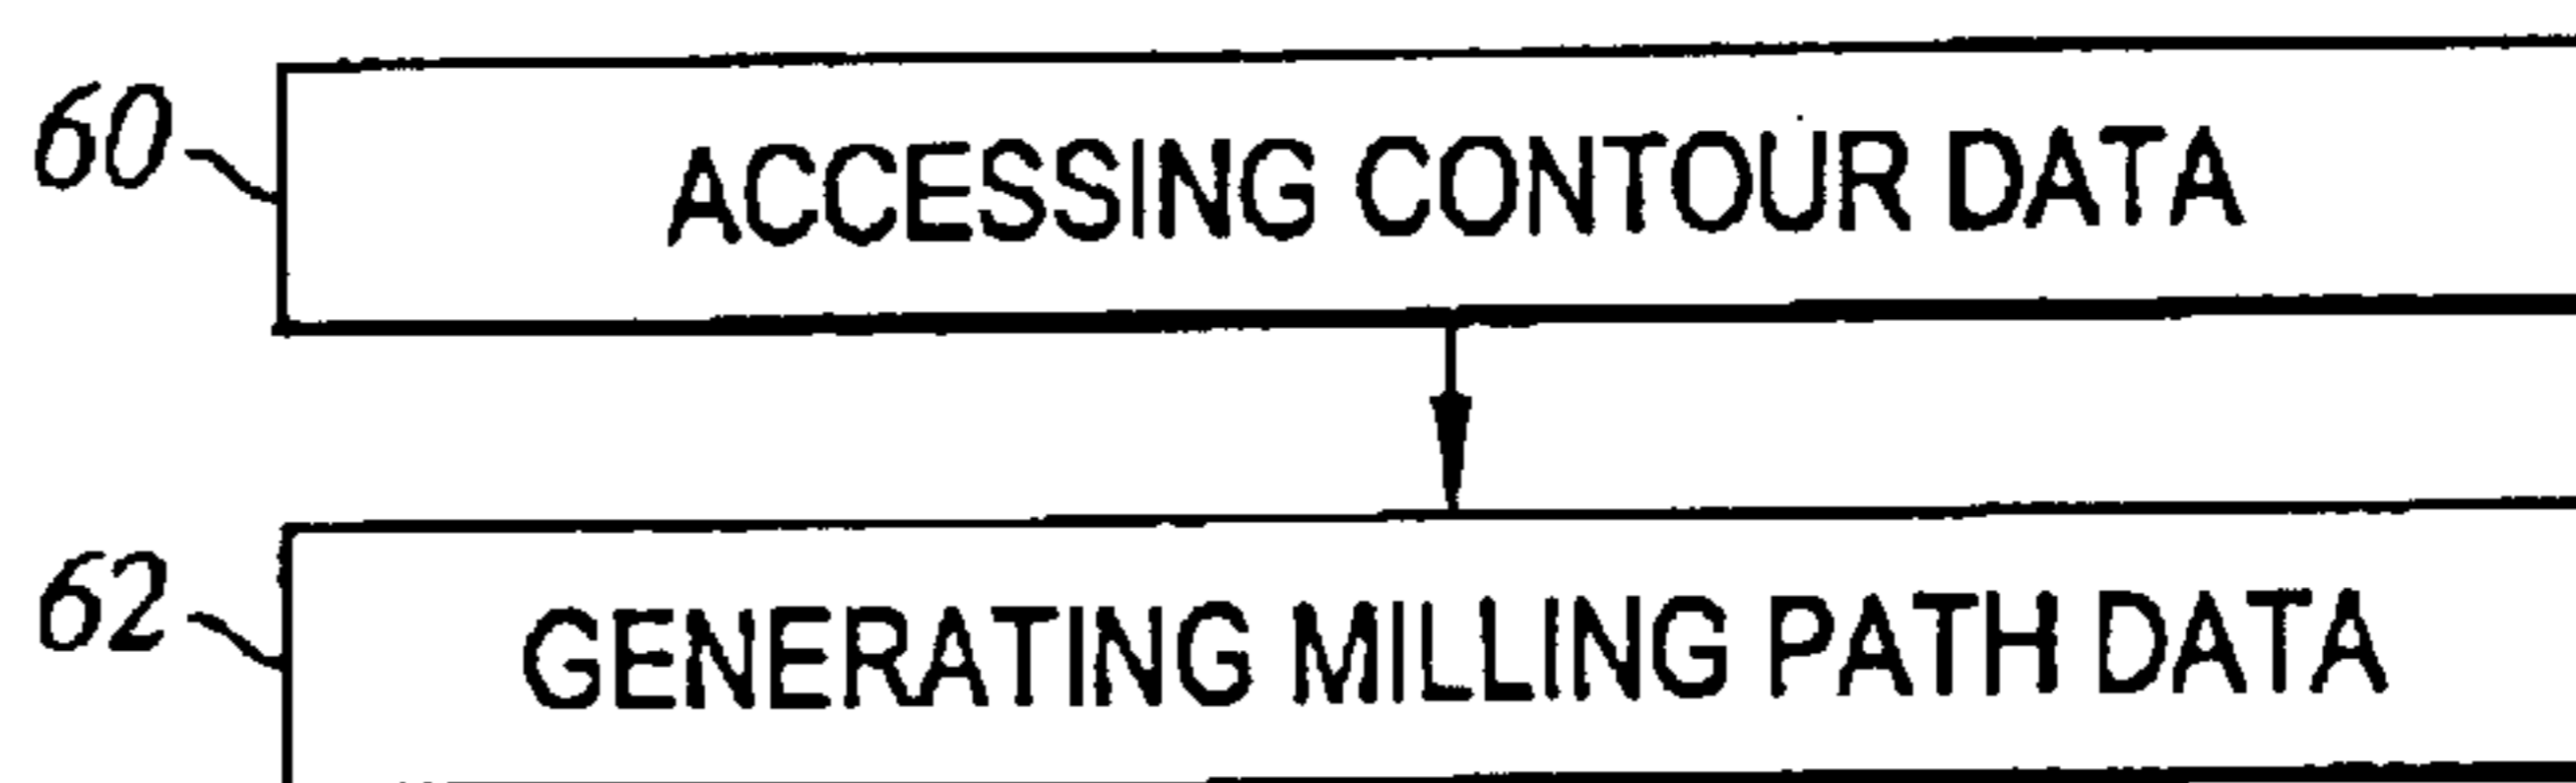 60 ACCESSING CONTOUR DATA
62 GENERATING MILLING PATH DATA